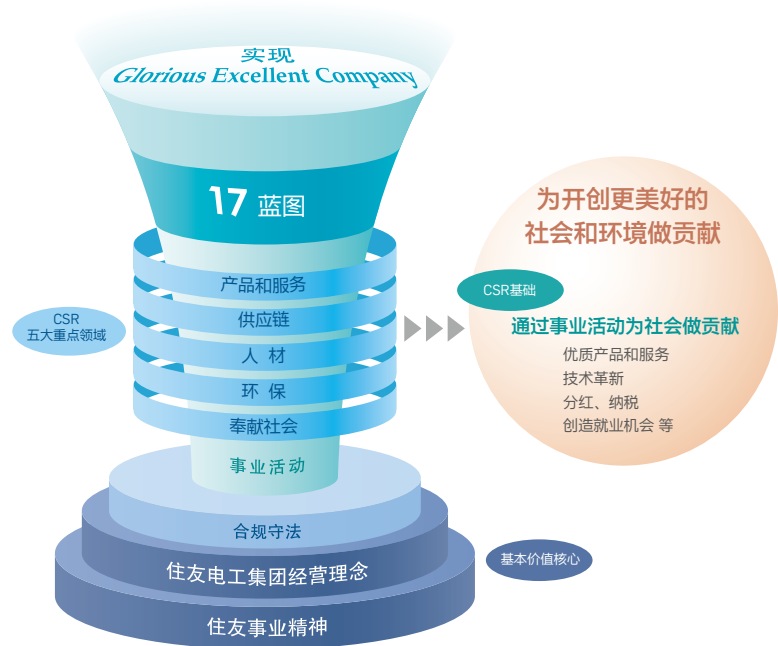 实现
Glorious Excellent Company
17 蓝图
产品和服务
供应链
人 材
环 保
奉献社会
事业活动
合规守法
住友电工集团经营理念
住友事业精神
CSR
五大重点领域
为开创更美好的
社会和环境做贡献
CSR基础
通过事业活动为社会做贡献
优质产品和服务
技术革新
分红、纳税
创造就业机会 等
基本价值核心